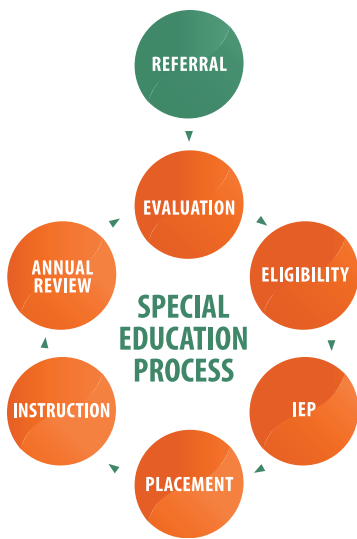 REFERRAL
EVALUATION
ELIGIBILITY
IEP
PLACEMENT
INSTRUCTION
ANNUAL
REVIEW
SPECIAL
EDUCATION
PROCESS